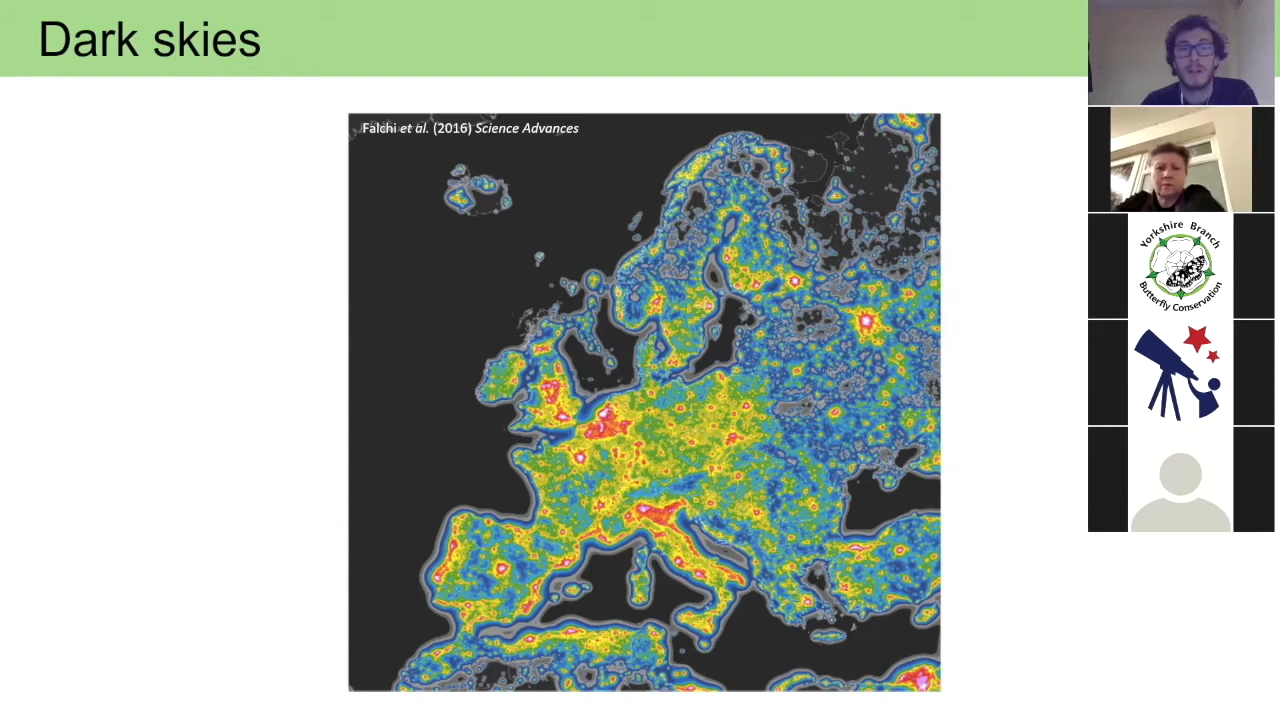 Dark skies
Falchi et al. (2016) Science Advances
Yorkshire Branch
Butterfly Conservation